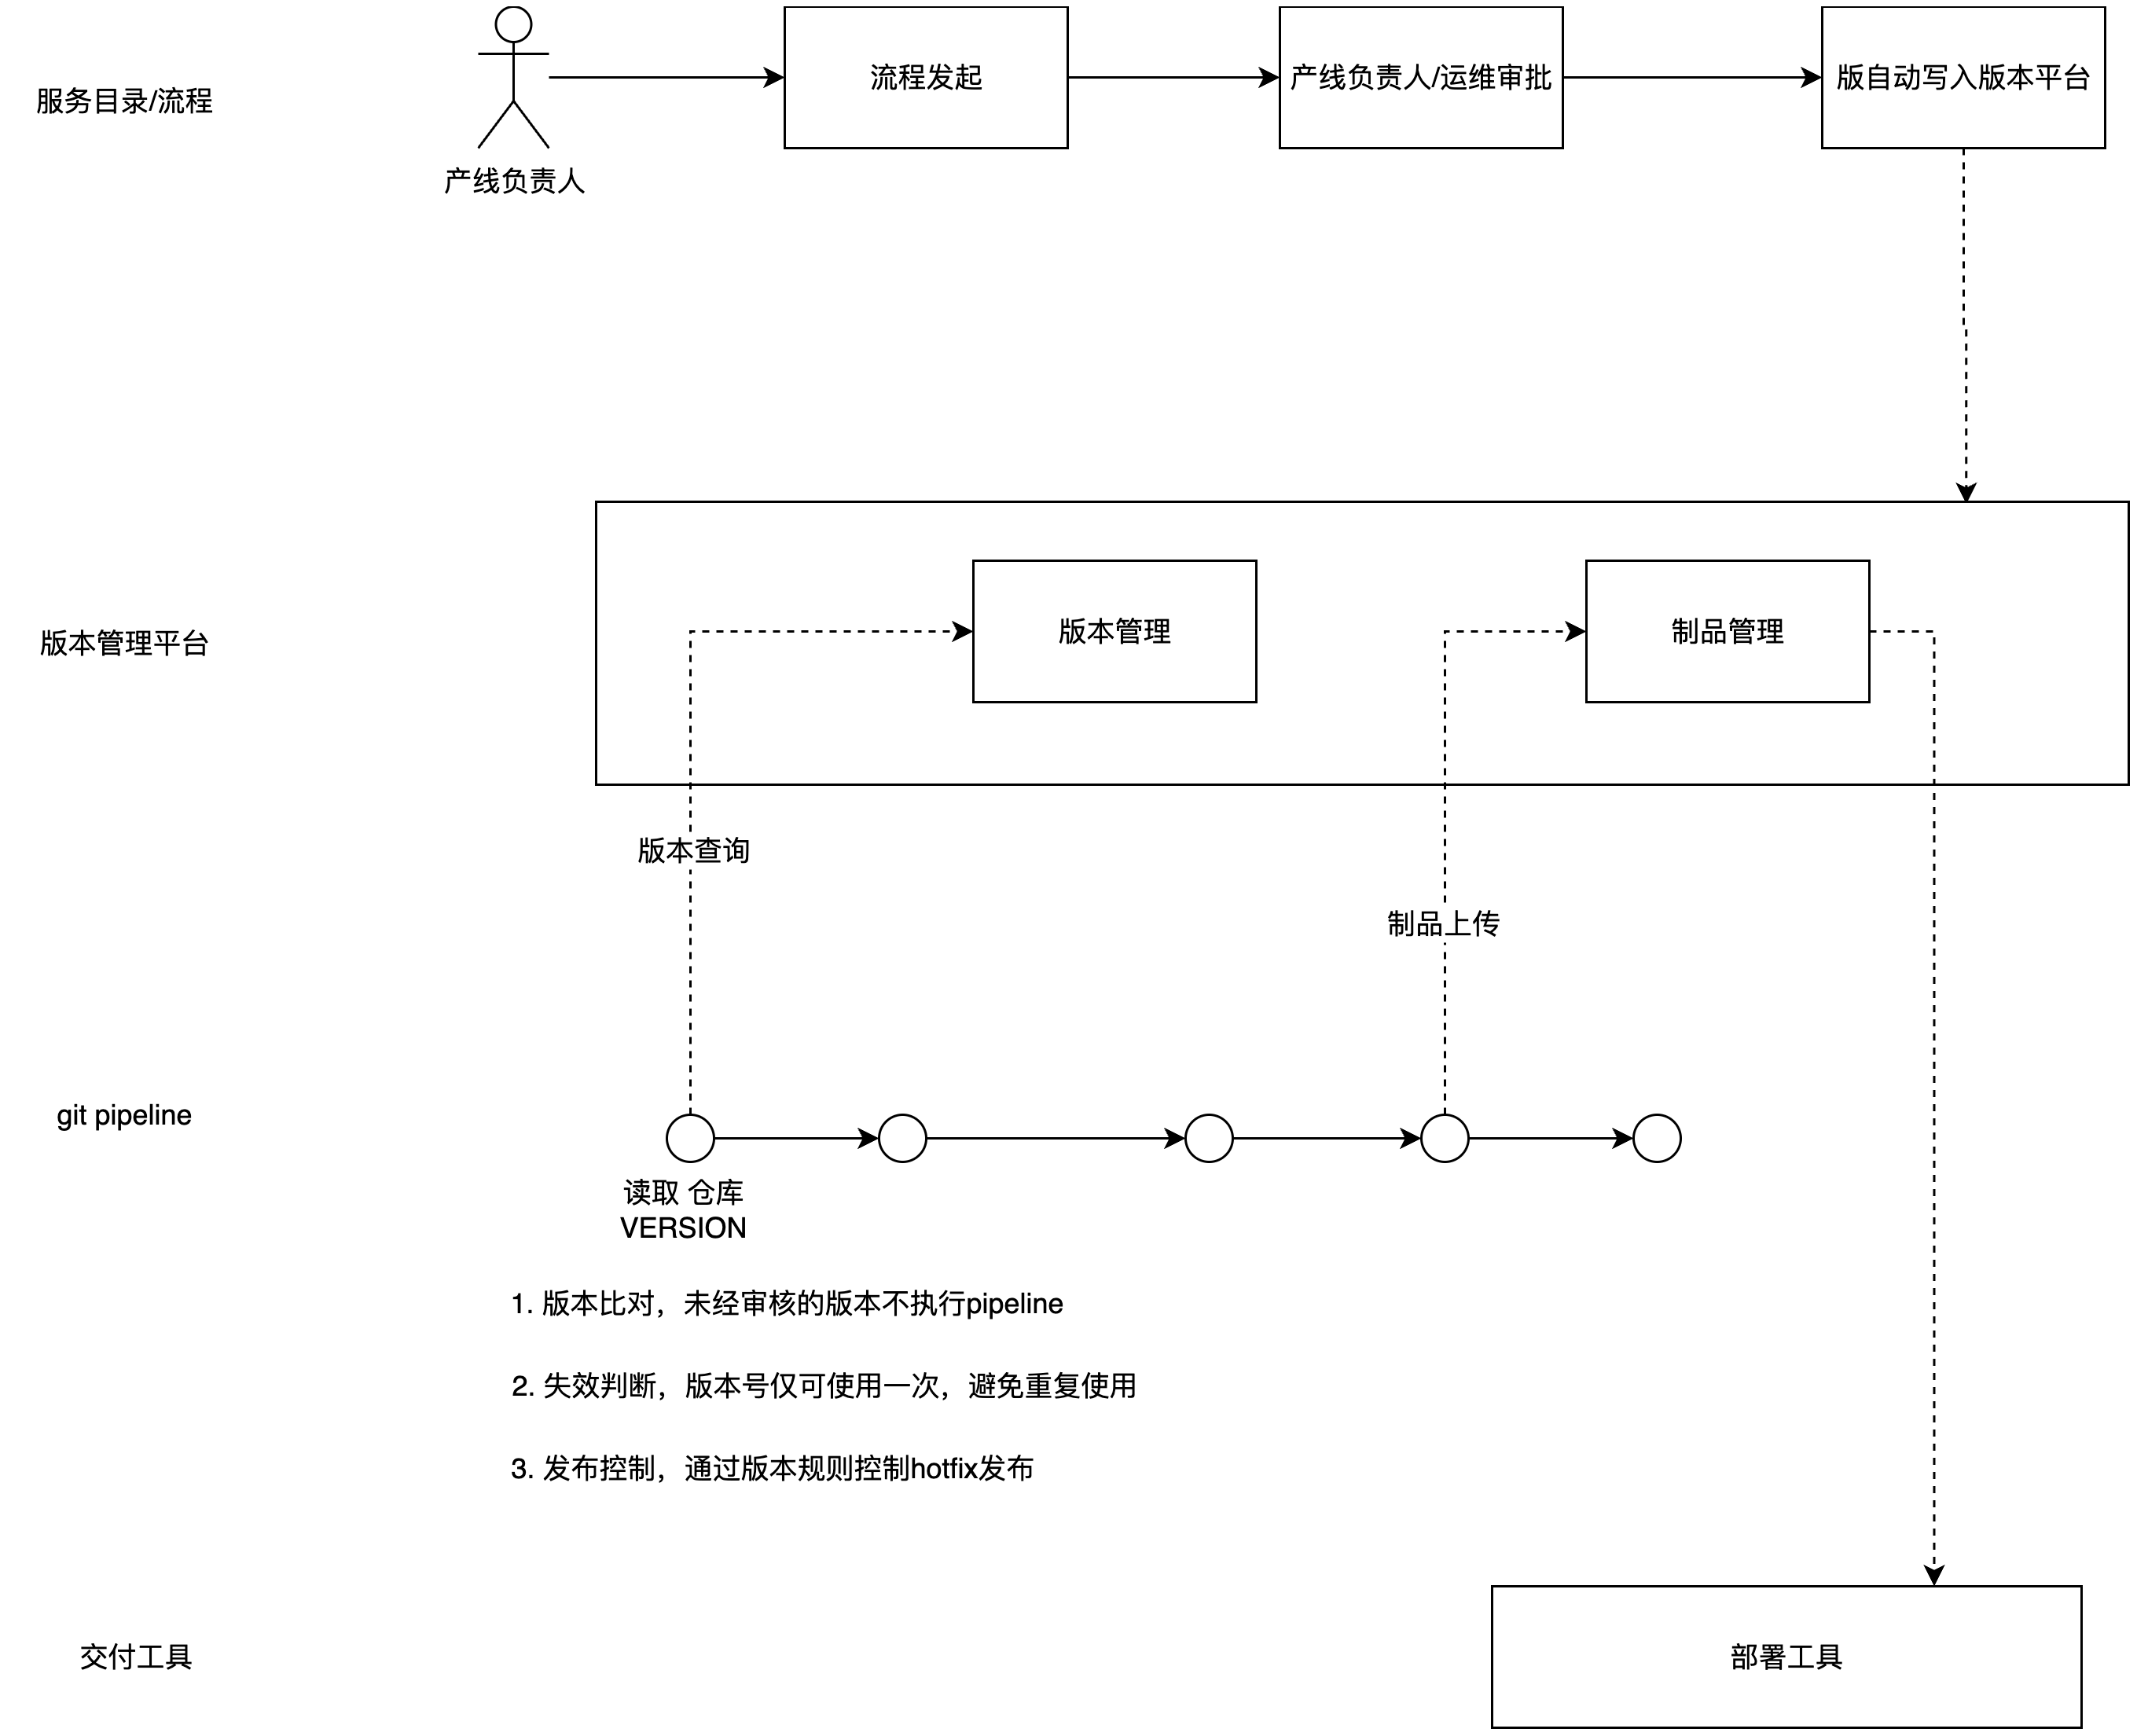 服务目录/流程
产线负责人
流程发起
产线负责人/运维审批
版自动写入版本平台
版本管理平台
版本管理
制品管理
版本查询
制品上传
git pipeline
读取 仓库
VERSION
1. 版本比对，未经审核的版本不执行pipeline
2. 失效判断，版本号仅可使用一次，避免重复使用
3. 发布控制，通过版本规则控制hotfix发布
交付工具
部署工具